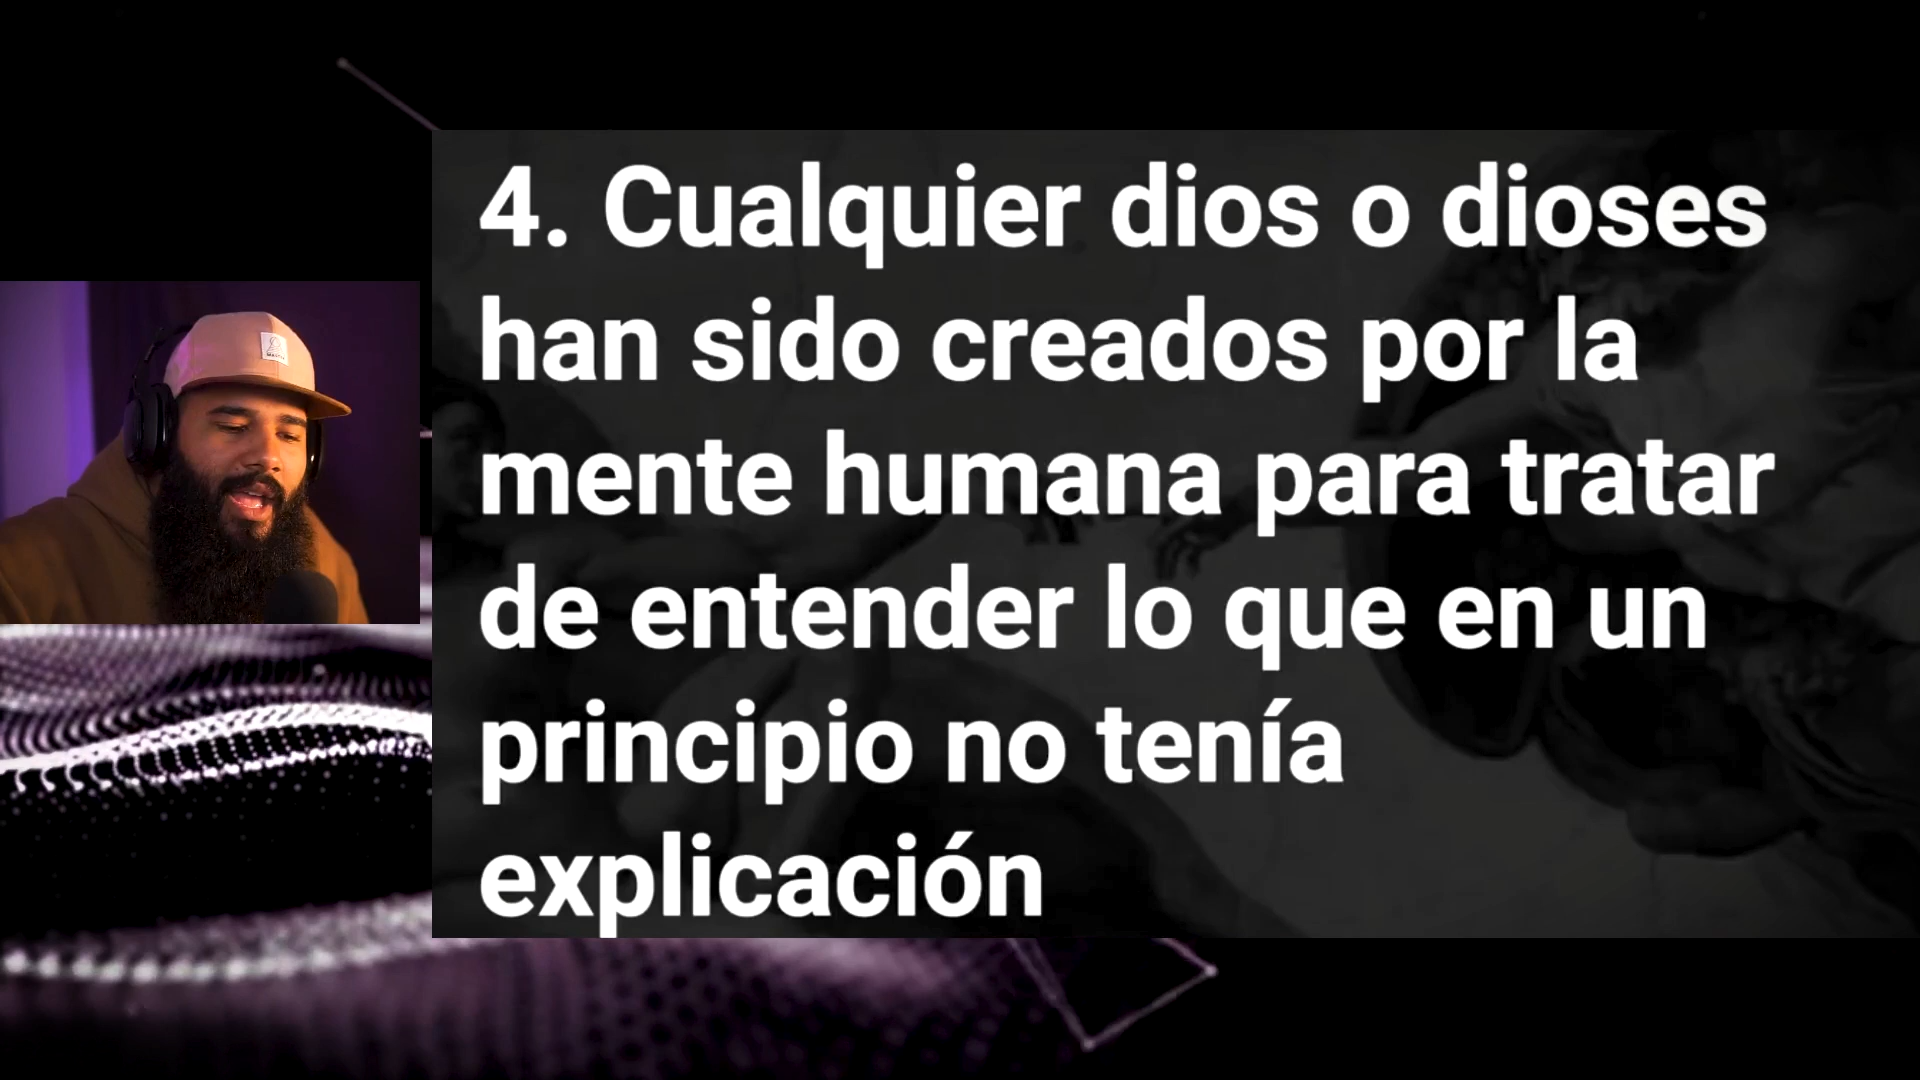 4. Cualquier dios o dioses
han sido creados por la
mente humana para tratar
de entender lo que en un
principio no tenía
explicación